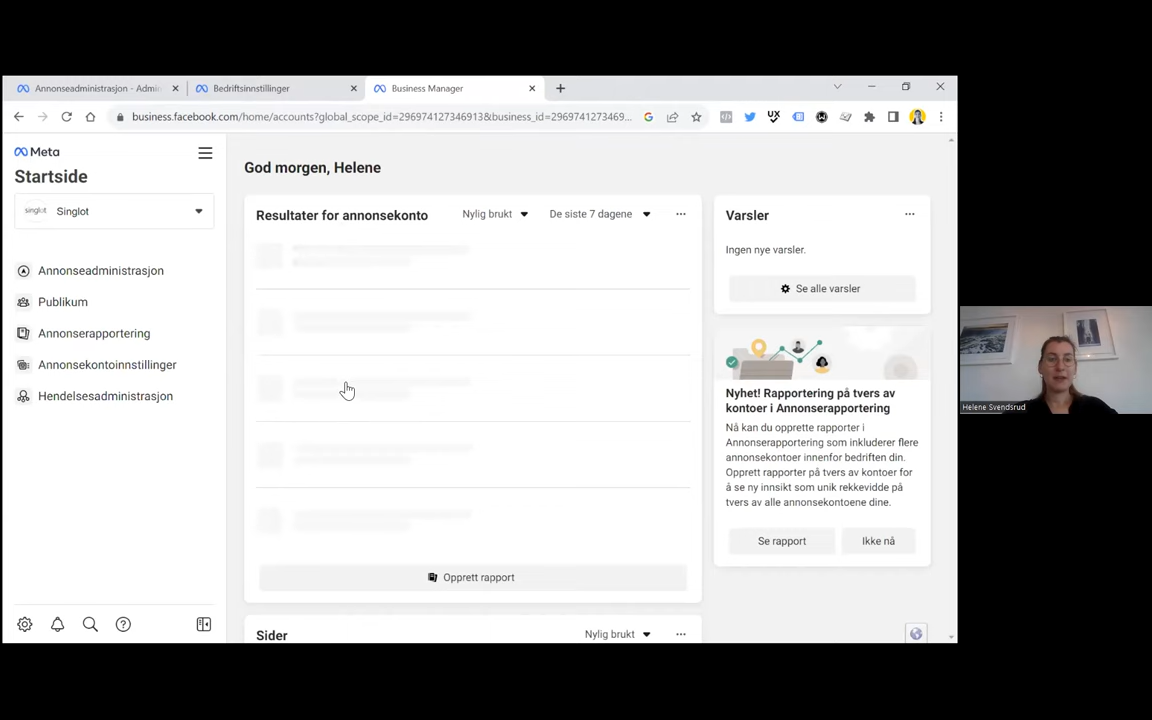 Annonseadministrasjon - Admi
Bedriftsinnstillinger
Business Manager
business.facebook.com/home/accounts?global_scope_id=296974127346913&business_id=2969741273469...
UX
Meta
Startside
singlot Singlot
Annonseadministrasjon
Publikum
Annonserapportering
Annonsekontoinnstillinger
Hendelsesadministrasjon
God morgen, Helene
Resultater for annonsekonto
Nylig brukt
De siste 7 dagene
Opprett rapport
Sider
Nylig brukt
Varsler
Ingen nye varsler.
Se alle varsler
Nyhet! Rapportering på tvers av
kontoer i Annonserapportering
Nå kan du opprette rapporter i
Annonserapportering som inkluderer flere
annonsekontoer innenfor bedriften din.
Opprett rapporter på tvers av kontoer for
å se ny innsikt som unik rekkevidde på
tvers av alle annonsekontoene dine.
Se rapport
Ikke nå
Helene Svendsrud